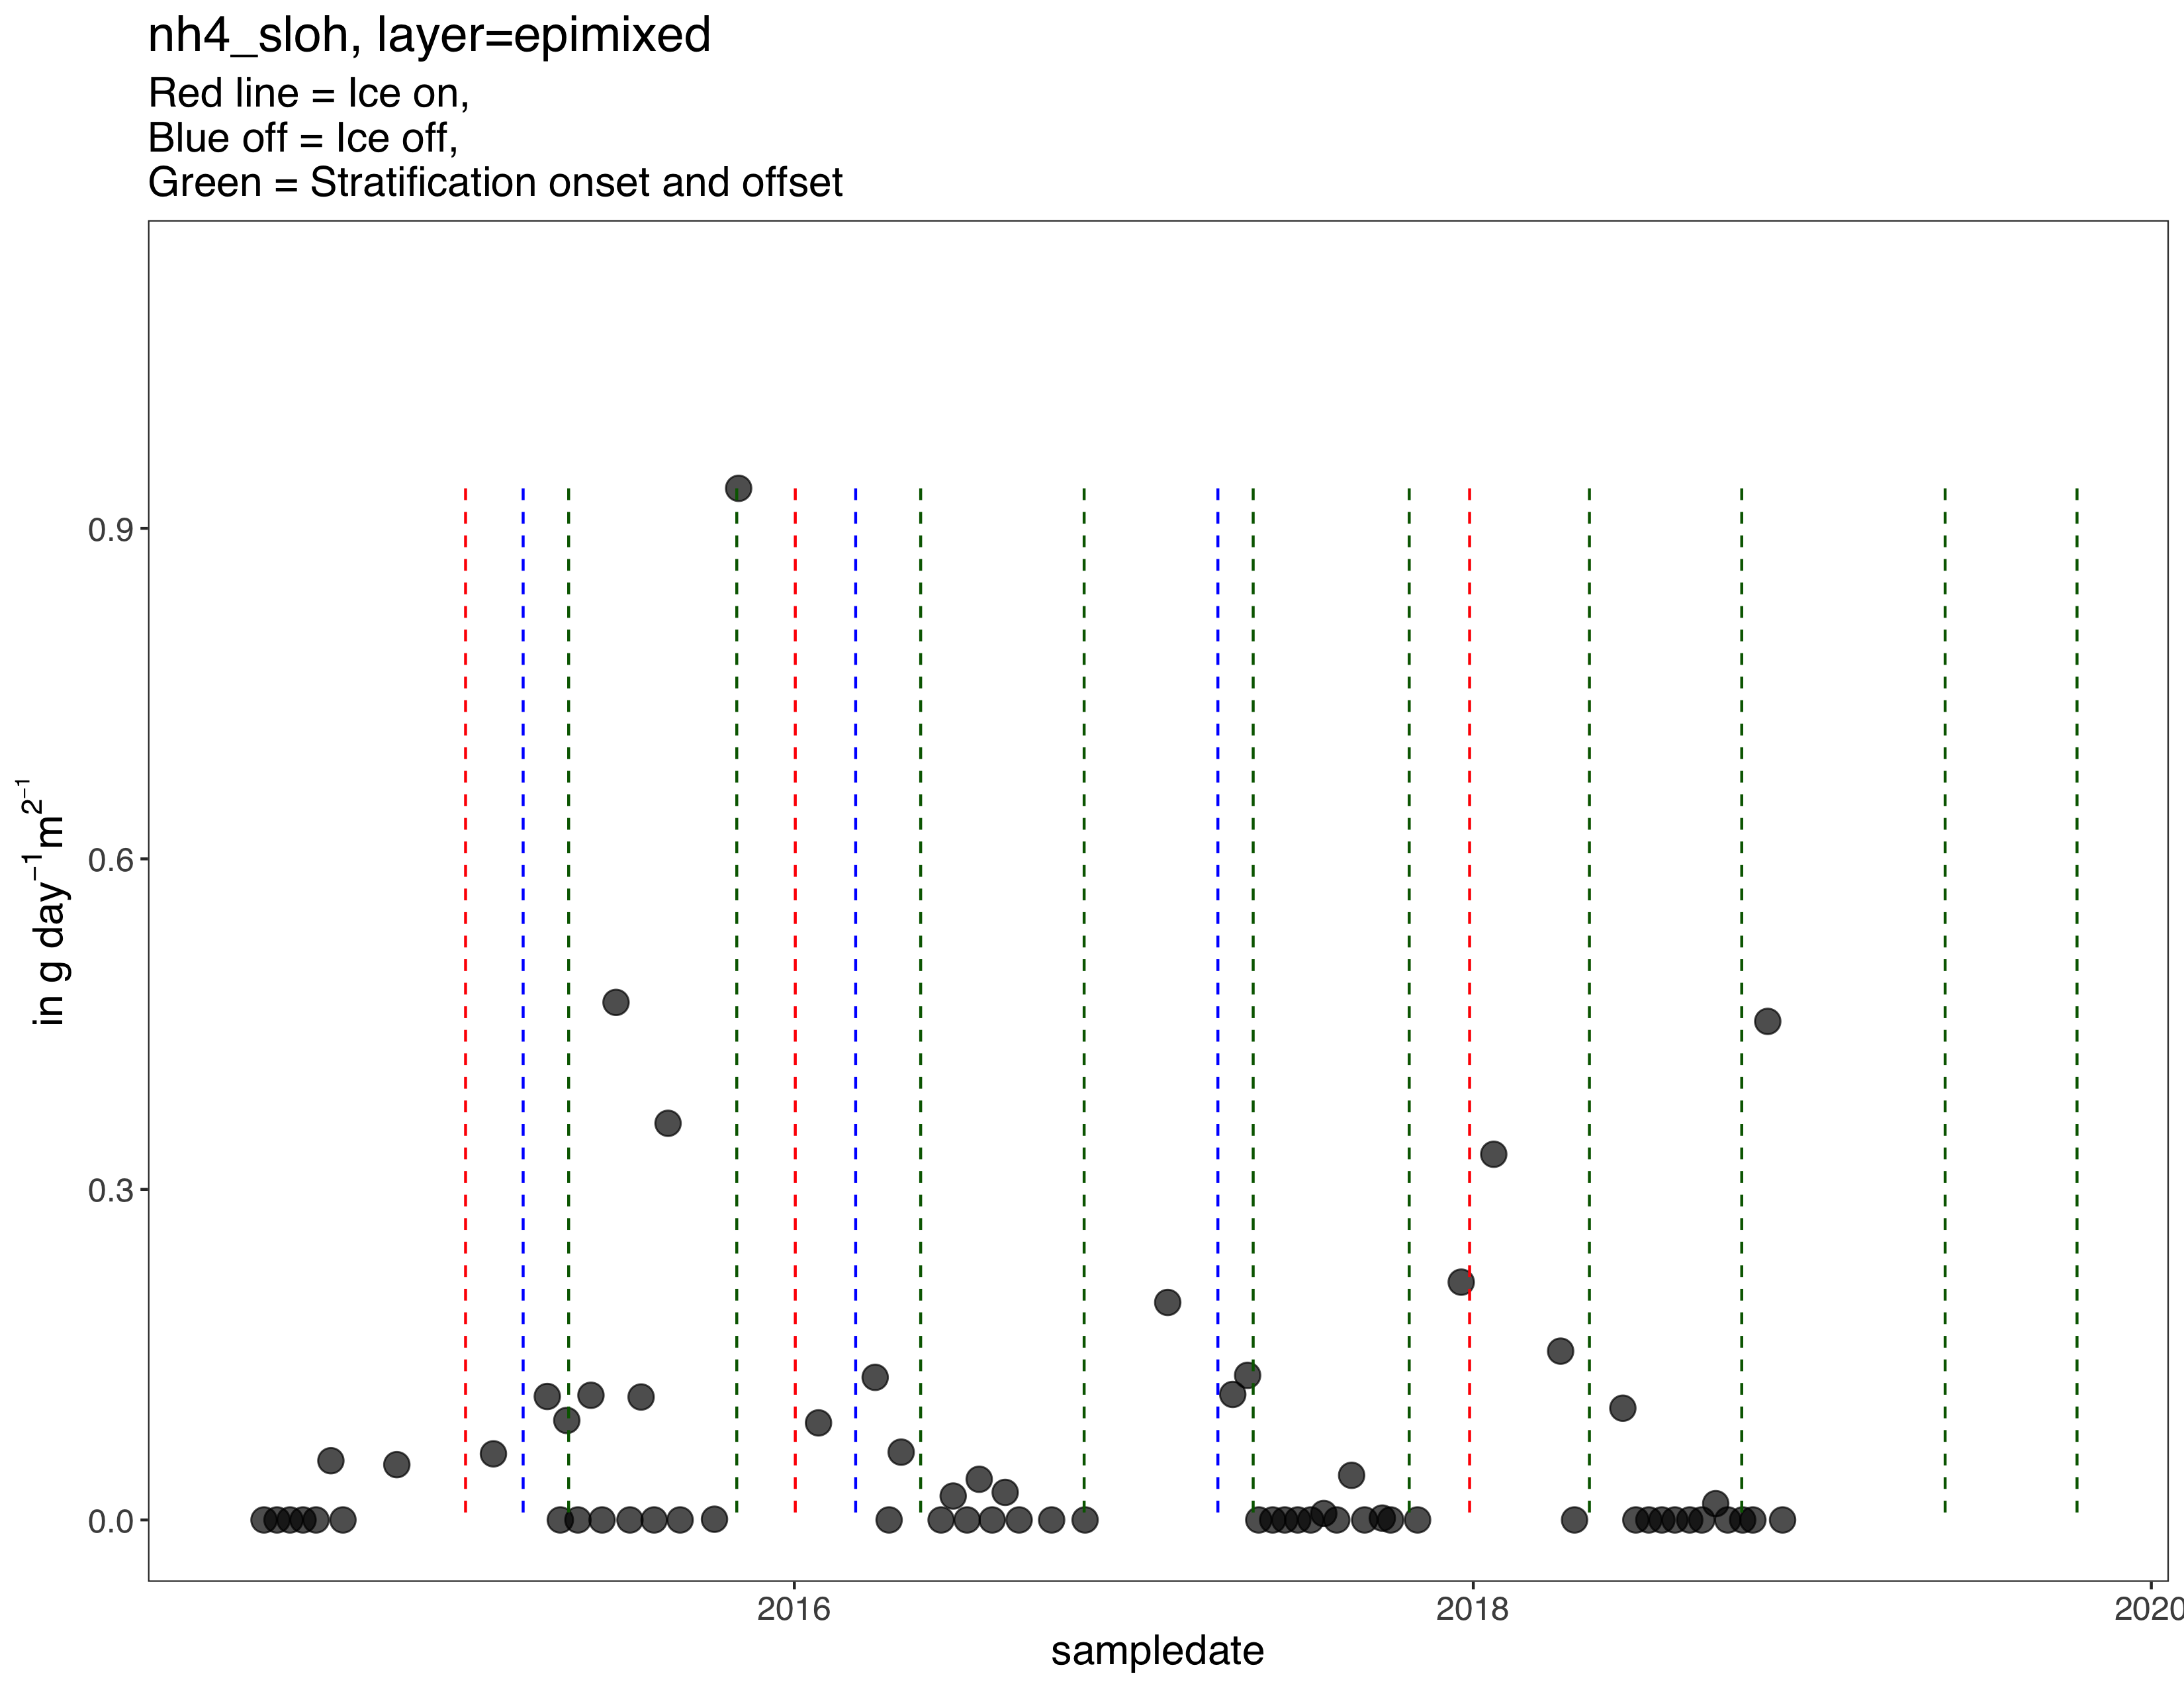 nh4_sloh, layer=epimixed
Red line = Ice on,
Blue off = Ice off,
Green = Stratification onset and offset
in g day⁻¹m²⁻¹
0.9
0.6
0.3
0.0
2016
2018
2020
sampledate